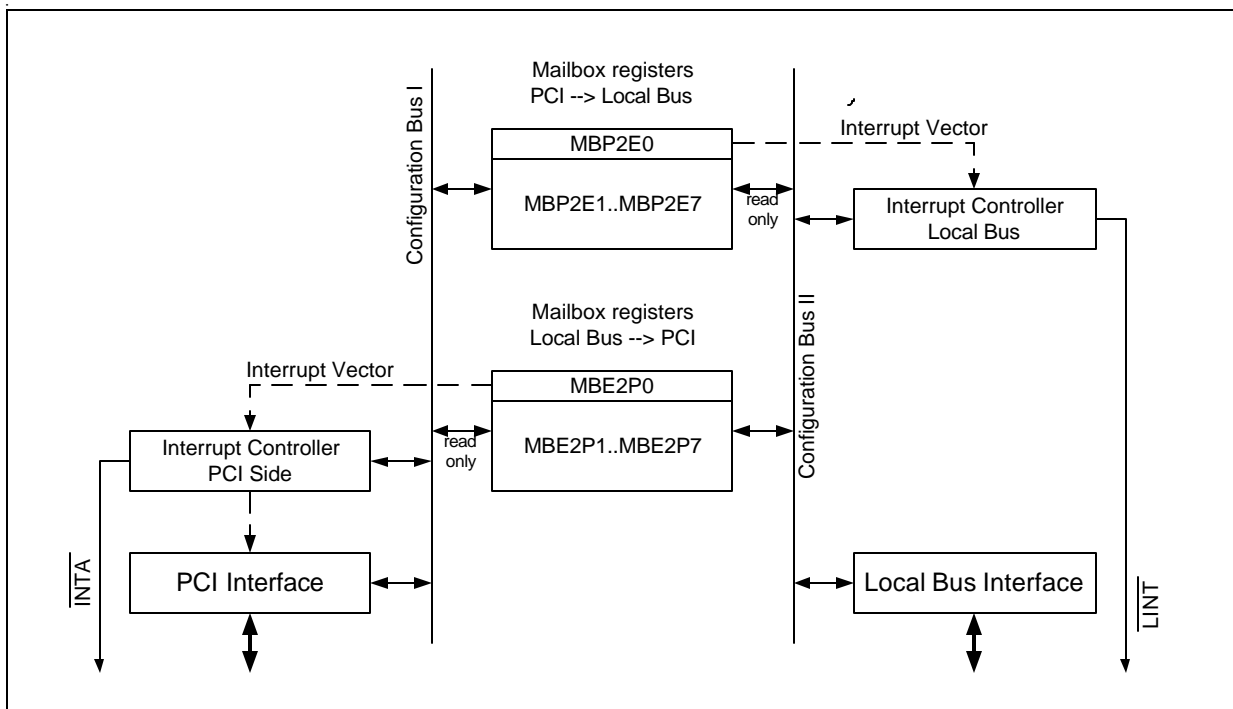 Mailbox registers
PCI --> Local Bus
Configuration Bus I
MBP2E0
Interrupt Vector
MBP2E1..MBP2E7
read
only
Interrupt Controller
Local Bus
Mailbox registers
Local Bus --> PCI
Configuration Bus II
Interrupt Vector
MBE2P0
Interrupt Controller
PCI Side
read
only
MBE2P1..MBE2P7
INTA
PCI Interface
Local Bus Interface
LINT